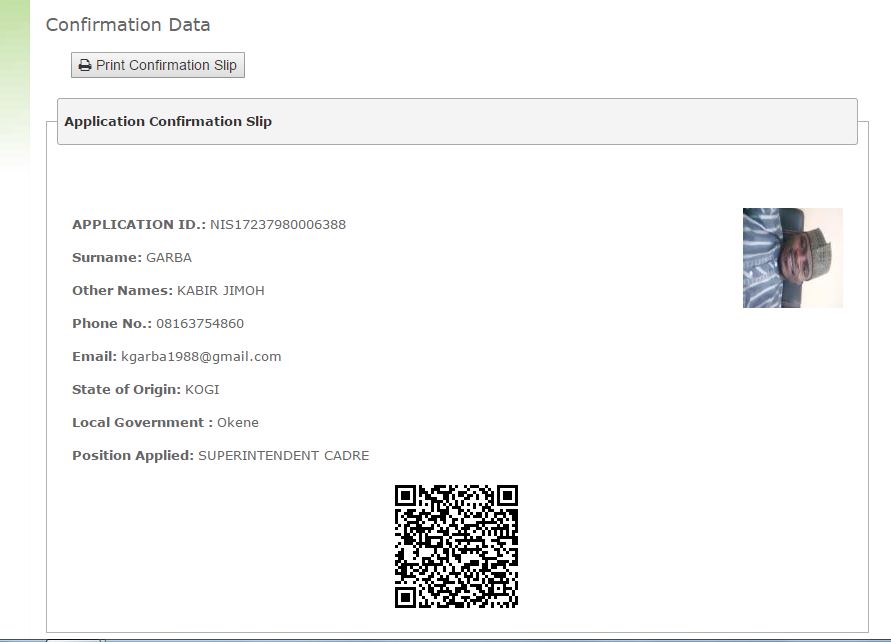 Confirmation Data
Print Confirmation Slip
Application Confirmation Slip
APPLICATION ID.: NIS17237980006388
Surname: GARBA
Other Names: KABIR JIMOH
Phone No.: 08163754860
Email: kgarba1988@gmail.com
State of Origin: KOGI
Local Government : Okene
Position Applied: SUPERINTENDENT CADRE